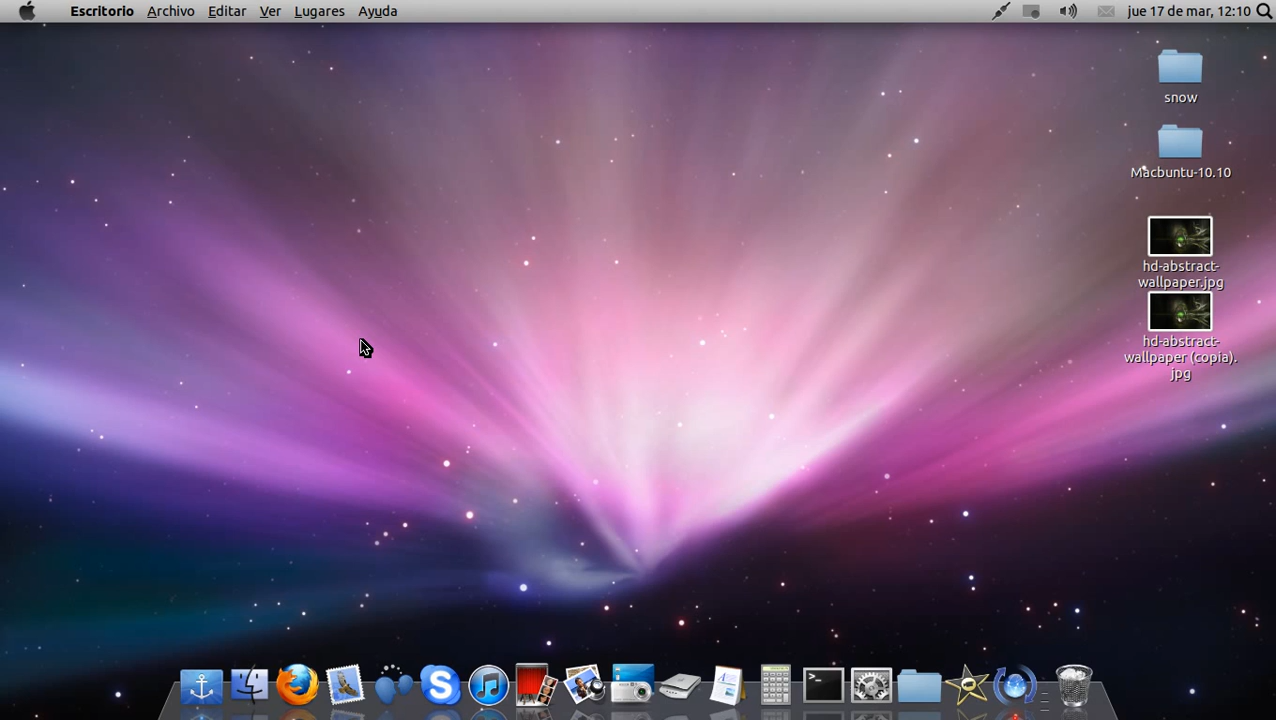 Escritorio Archivo Editar Ver Lugares Ayuda jue 17 de mar, 12:10
snow
Macbuntu-10.10
hd-abstract-
wallpaper.jpg
hd-abstract-
wallpaper (copia).
jpg